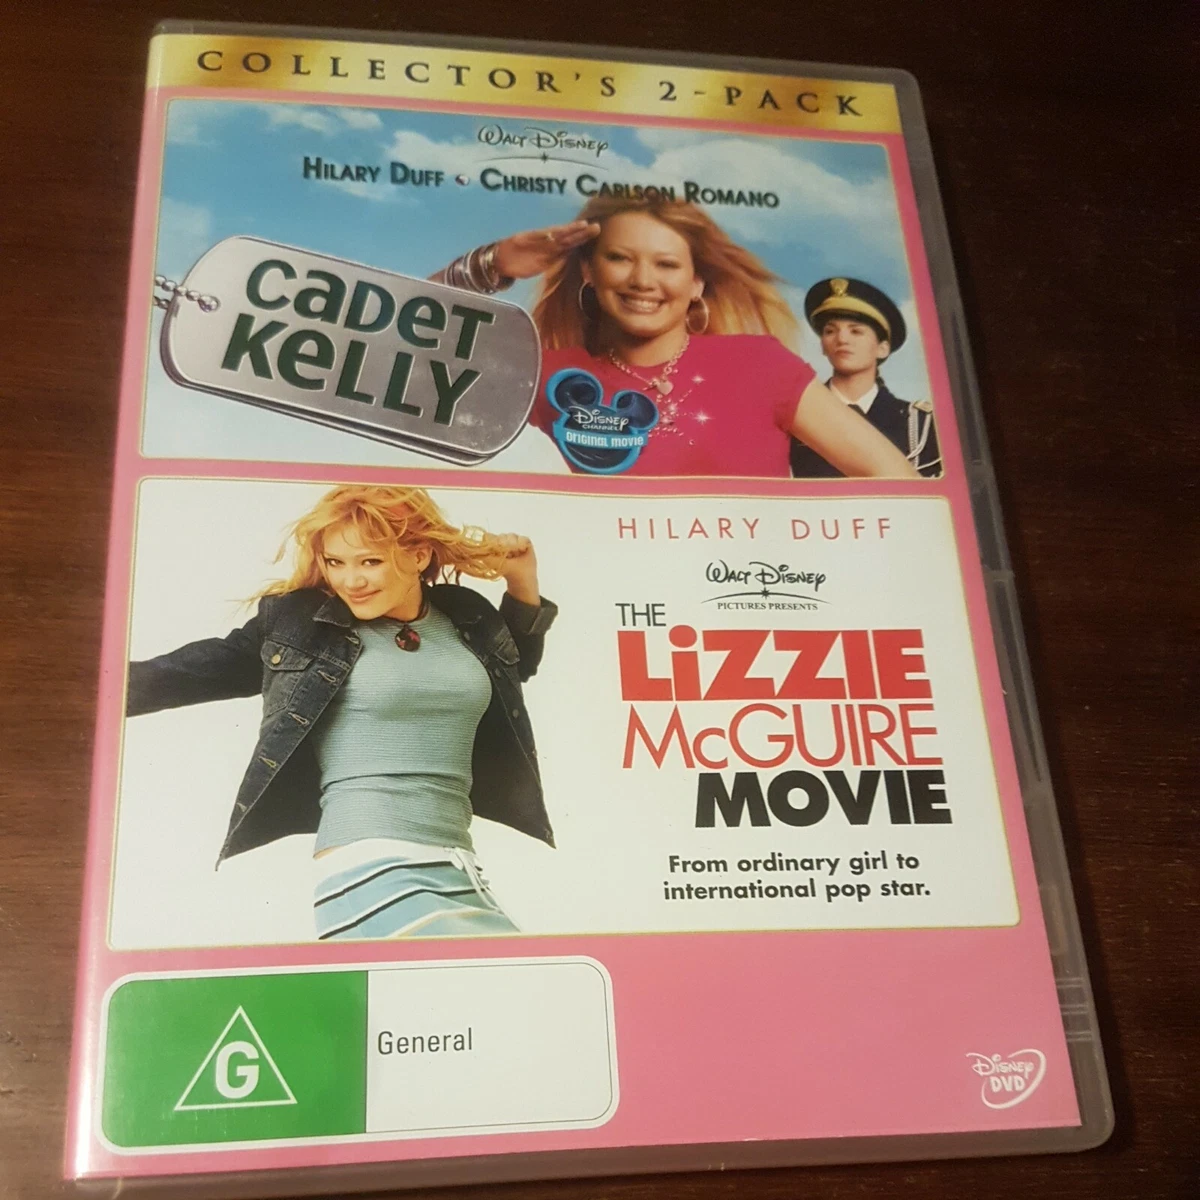 COLLECTOR'S 2-PACK
WALT DISNEY
HILARY DUFF • CHRISTY CARLSON ROMANO
CADET
KELLY
DISNEY
CHANNEL
ORIGINAL MOVIE
HILARY DUFF
WALT DISNEY
PICTURES PRESENTS
THE
LiZZIE
McGUIRE
MOVIE
From ordinary girl to
international pop star.
G
General
DISNEY
DVD